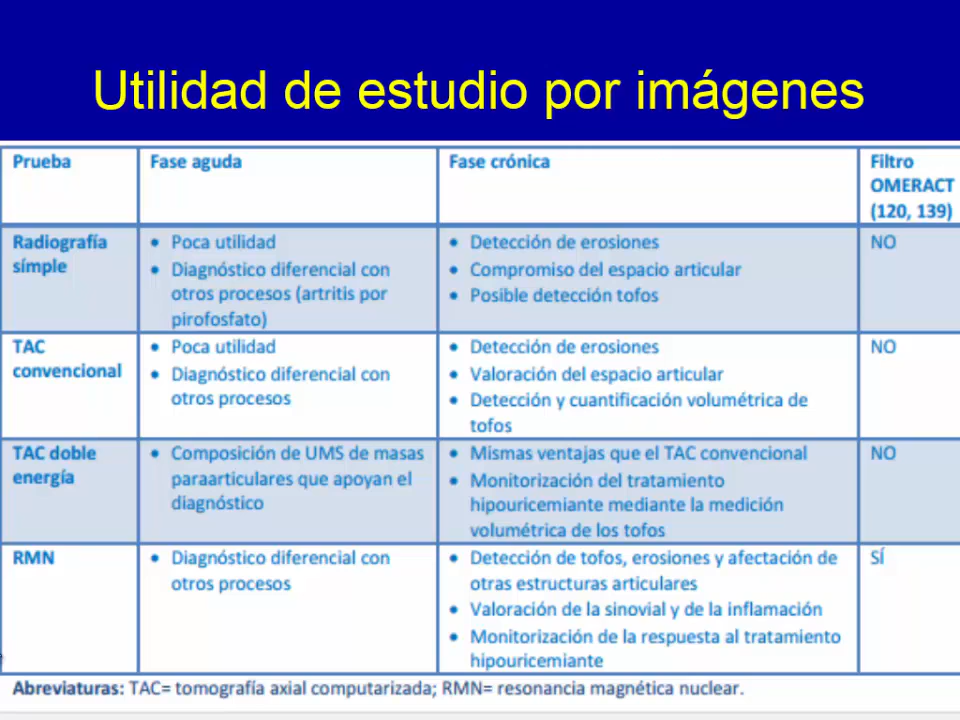 Utilidad de estudio por imágenes
Prueba
Fase aguda
Fase crónica
Filtro
OMERACT
(120, 139)
Radiografía
símple
• Poca utilidad
• Diagnóstico diferencial con
otros procesos (artritis por
pirofosfato)
• Detección de erosiones
• Compromiso del espacio articular
• Posible detección tofos
NO
TAC
convencional
• Poca utilidad
• Diagnóstico diferencial con
otros procesos
• Detección de erosiones
• Valoración del espacio articular
• Detección y cuantificación volumétrica de
tofos
NO
TAC doble
energía
• Composición de UMS de masas
paraarticulares que apoyan el
diagnóstico
• Mismas ventajas que el TAC convencional
• Monitorización del tratamiento
hipouricemiante mediante la medición
volumétrica de los tofos
NO
RMN
• Diagnóstico diferencial con
otros procesos
• Detección de tofos, erosiones y afectación de
otras estructuras articulares
• Valoración de la sinovial y de la inflamación
• Monitorización de la respuesta al tratamiento
hipouricemiante
SÍ
Abreviaturas: TAC= tomografía axial computarizada; RMN= resonancia magnética nuclear.